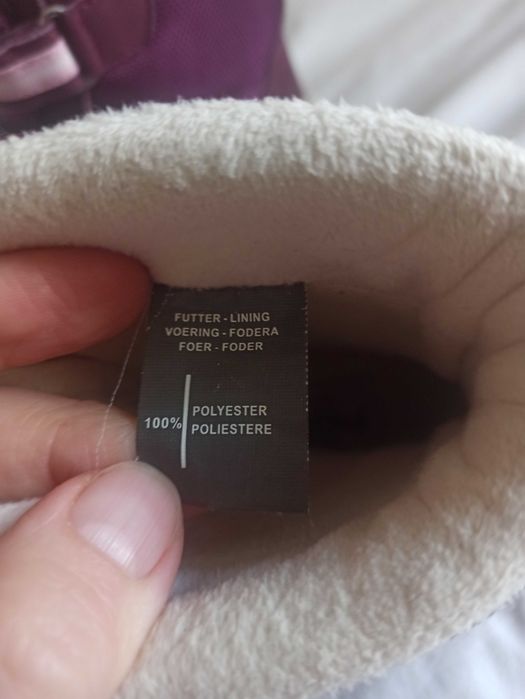 FUTTER - LINING
VOERING - FODERA
FOER - FODER
100%
POLYESTER
POLIESTERE